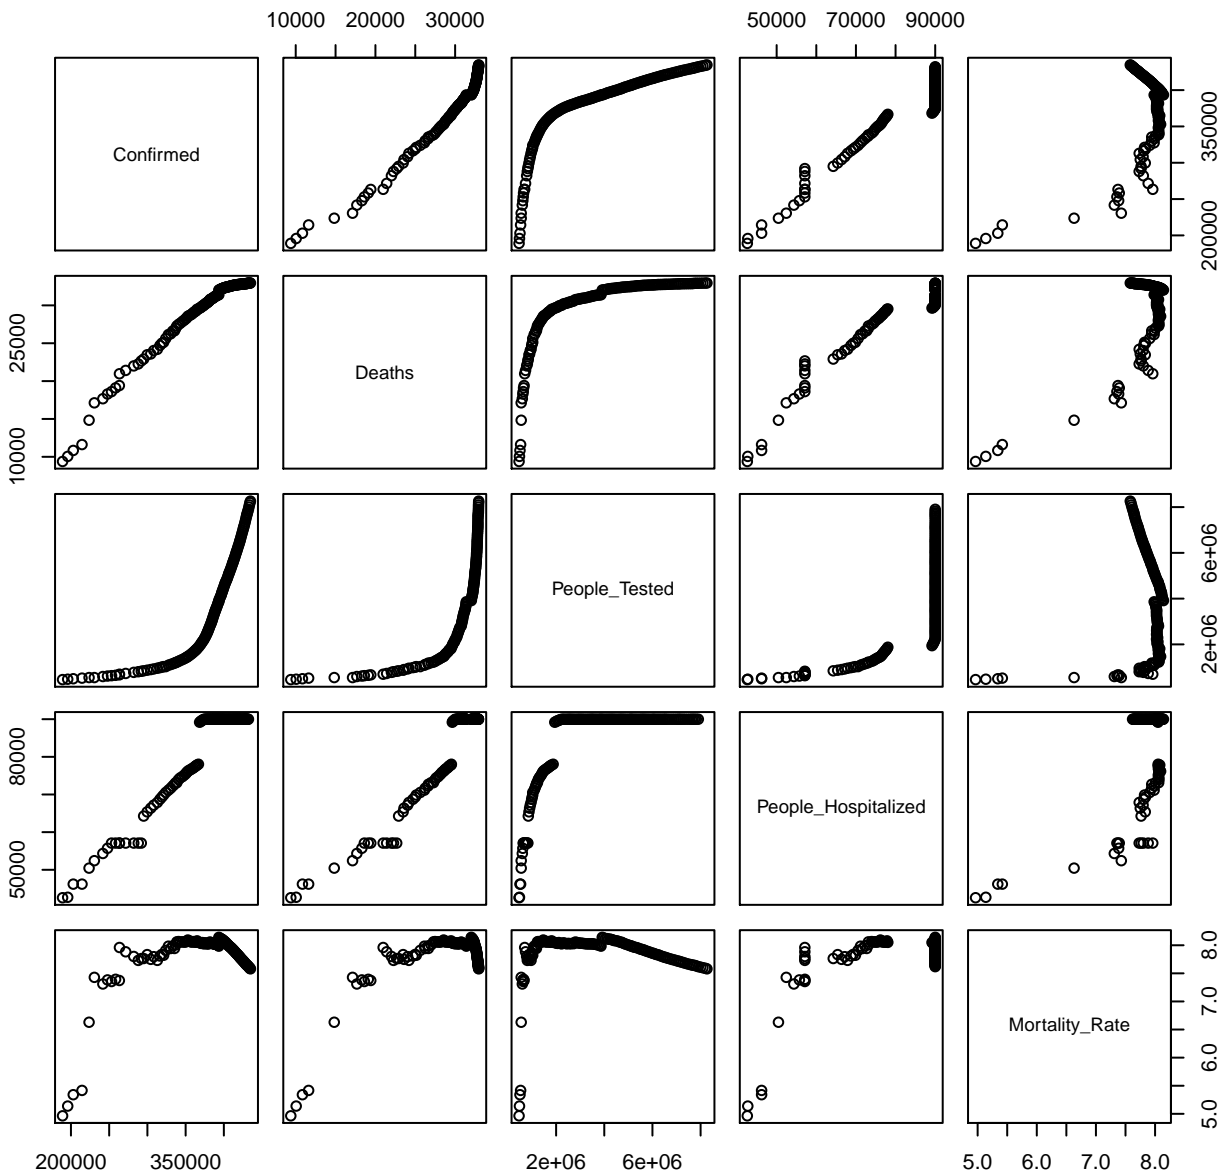 10000 20000 30000 50000 70000 90000
Confirmed
200000 350000
10000 25000
Deaths
People_Tested
2e+06 6e+06
50000 80000
People_Hospitalized
Mortality_Rate
5.0 6.0 7.0 8.0
200000 350000 2e+06 6e+06 5.0 6.0 7.0 8.0